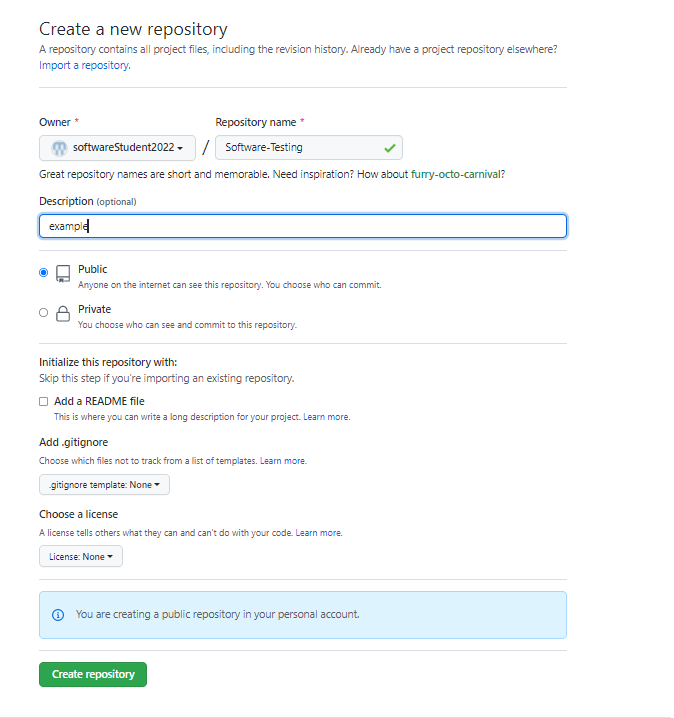 Create a new repository
A repository contains all project files, including the revision history. Already have a project repository elsewhere?
Import a repository.
Owner * Repository name *
softwareStudent2022 / Software-Testing
Great repository names are short and memorable. Need inspiration? How about furry-octo-carnival?
Description (optional)
example
Public
Anyone on the internet can see this repository. You choose who can commit.
Private
You choose who can see and commit to this repository.
Initialize this repository with:
Skip this step if you're importing an existing repository.
Add a README file
This is where you can write a long description for your project. Learn more.
Add .gitignore
Choose which files not to track from a list of templates. Learn more.
.gitignore template: None
Choose a license
A license tells others what they can and can't do with your code. Learn more.
License: None
You are creating a public repository in your personal account.
Create repository